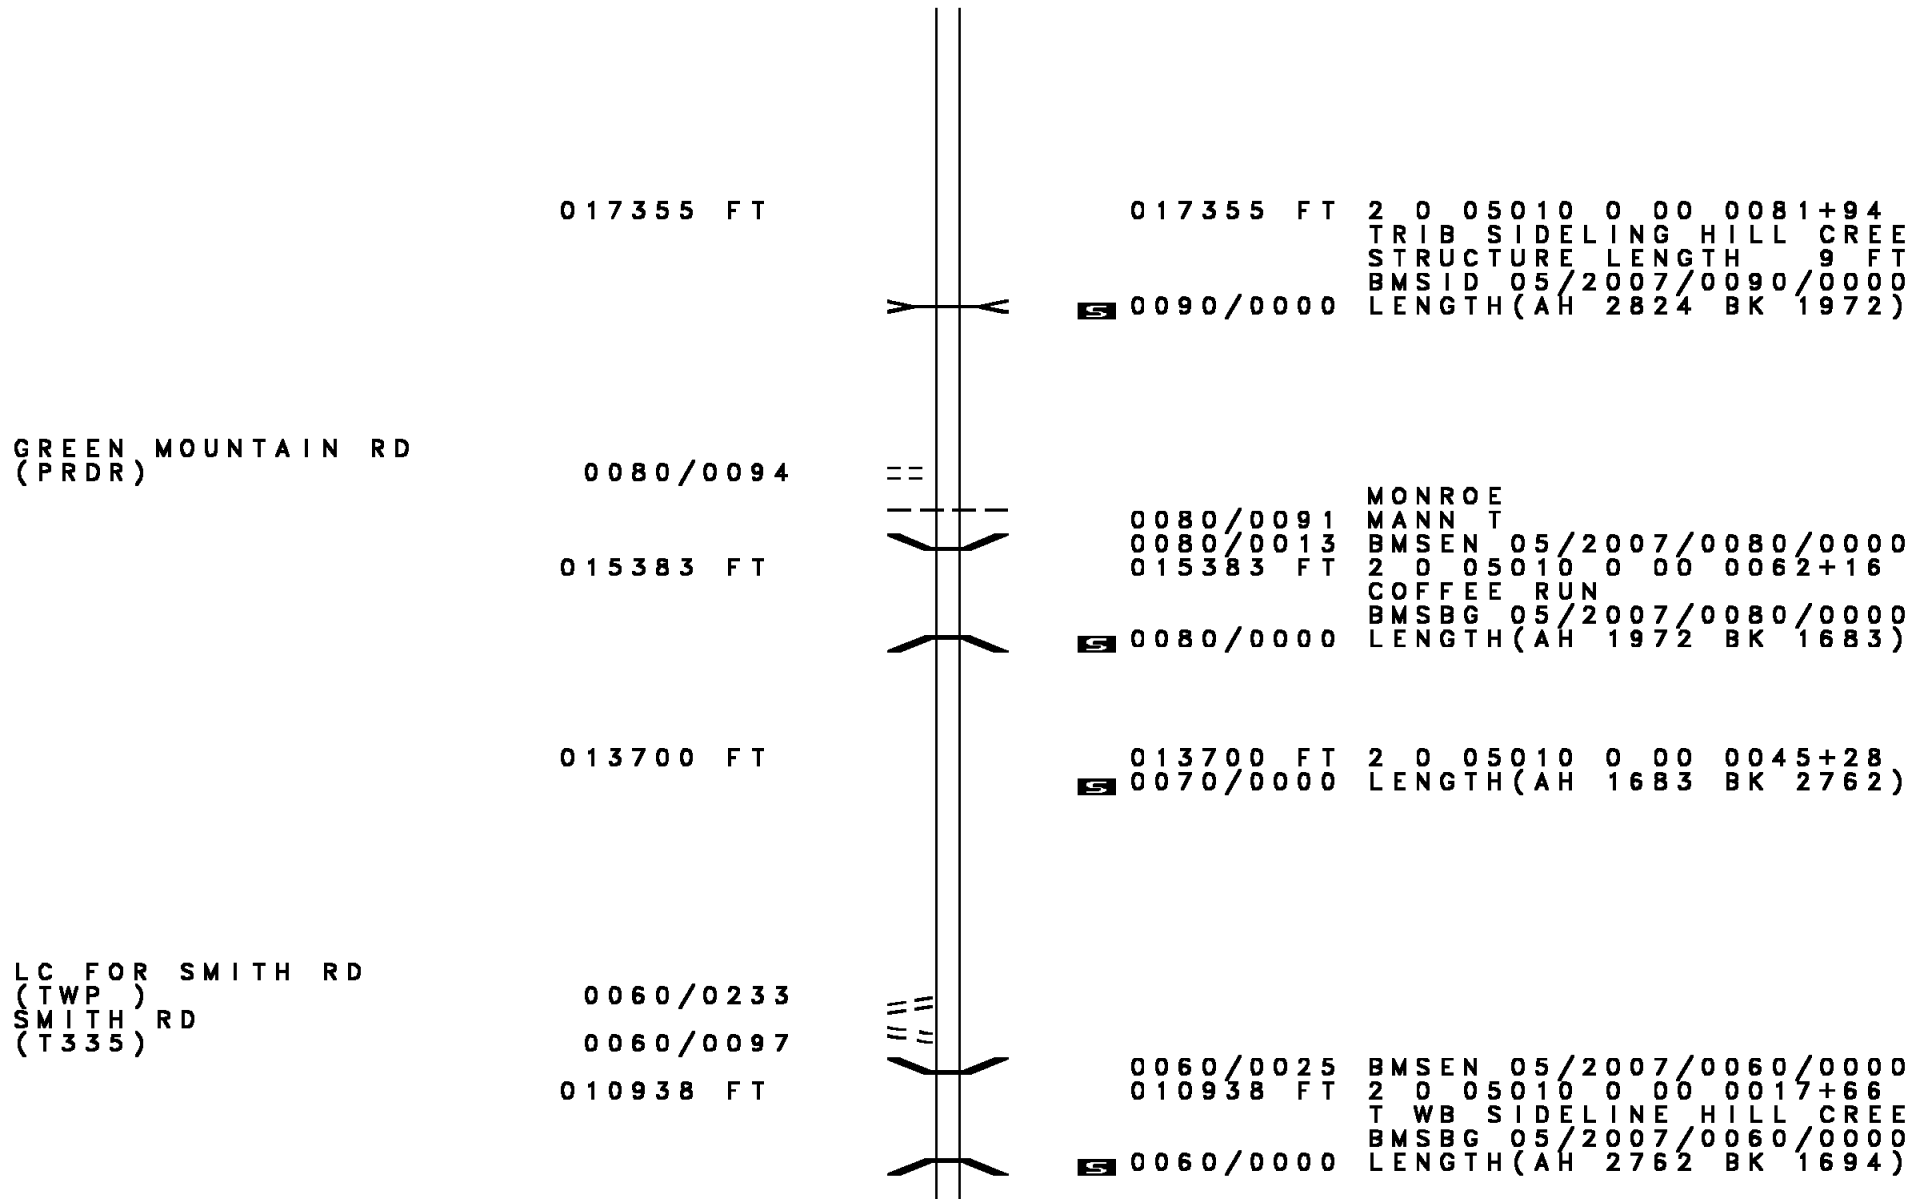 017355 FT 017355 FT 2 0 05010 0 00 0081+94
TRIB SIDELING HILL CREE
STRUCTURE LENGTH 9 FT
BMSID 05/2007/0090/0000
S 0090/0000 LENGTH(AH 2824 BK 1972)
GREEN MOUNTAIN RD
(PRDR) 0080/0094
MONROE
0080/0091 MANN T
0080/0013 BMSEN 05/2007/0080/0000
015383 FT 015383 FT 2 0 05010 0 00 0062+16
COFFEE RUN
BMSBG 05/2007/0080/0000
S 0080/0000 LENGTH(AH 1972 BK 1683)
013700 FT 013700 FT 2 0 05010 0 00 0045+28
S 0070/0000 LENGTH(AH 1683 BK 2762)
LC FOR SMITH RD
(TWP ) 0060/0233
SMITH RD
(T335) 0060/0097
0060/0025 BMSEN 05/2007/0060/0000
010938 FT 010938 FT 2 0 05010 0 00 0017+66
T WB SIDELINE HILL CREE
BMSBG 05/2007/0060/0000
S 0060/0000 LENGTH(AH 2762 BK 1694)